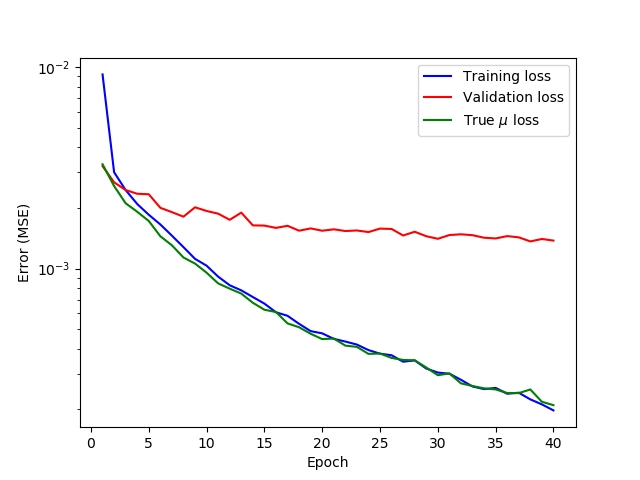 Training loss
Validation loss
True μ loss
10⁻²
10⁻³
Error (MSE)
0 5 10 15 20 25 30 35 40
Epoch